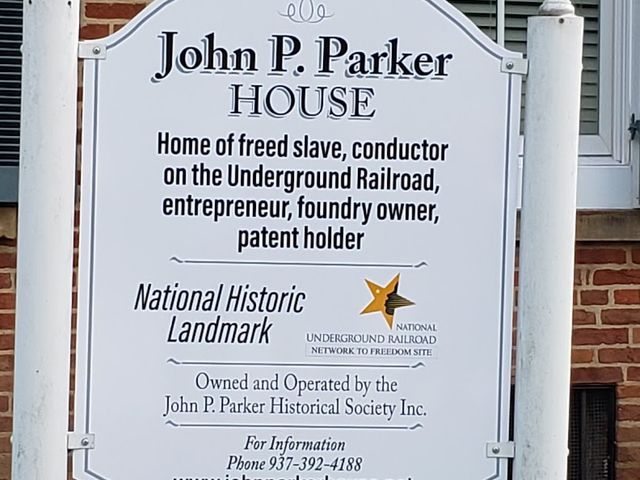 John P. Parker
HOUSE
Home of freed slave, conductor
on the Underground Railroad,
entrepreneur, foundry owner,
patent holder
National Historic
Landmark
NATIONAL
UNDERGROUND RAILROAD
NETWORK TO FREEDOM SITE
Owned and Operated by the
John P. Parker Historical Society Inc.
For Information
Phone 937-392-4188